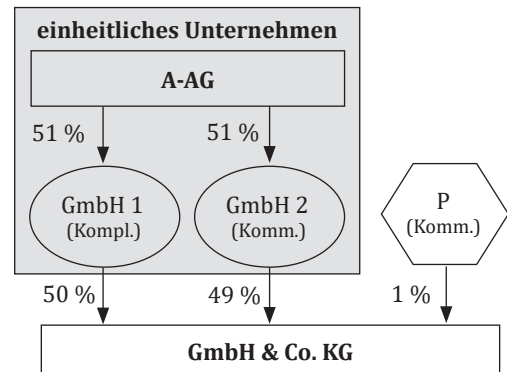 einheitliches Unternehmen
A-AG
51 % 51 %
GmbH 1 GmbH 2 P
(Kompl.) (Komm.) (Komm.)
50 % 49 % 1 %
GmbH & Co. KG